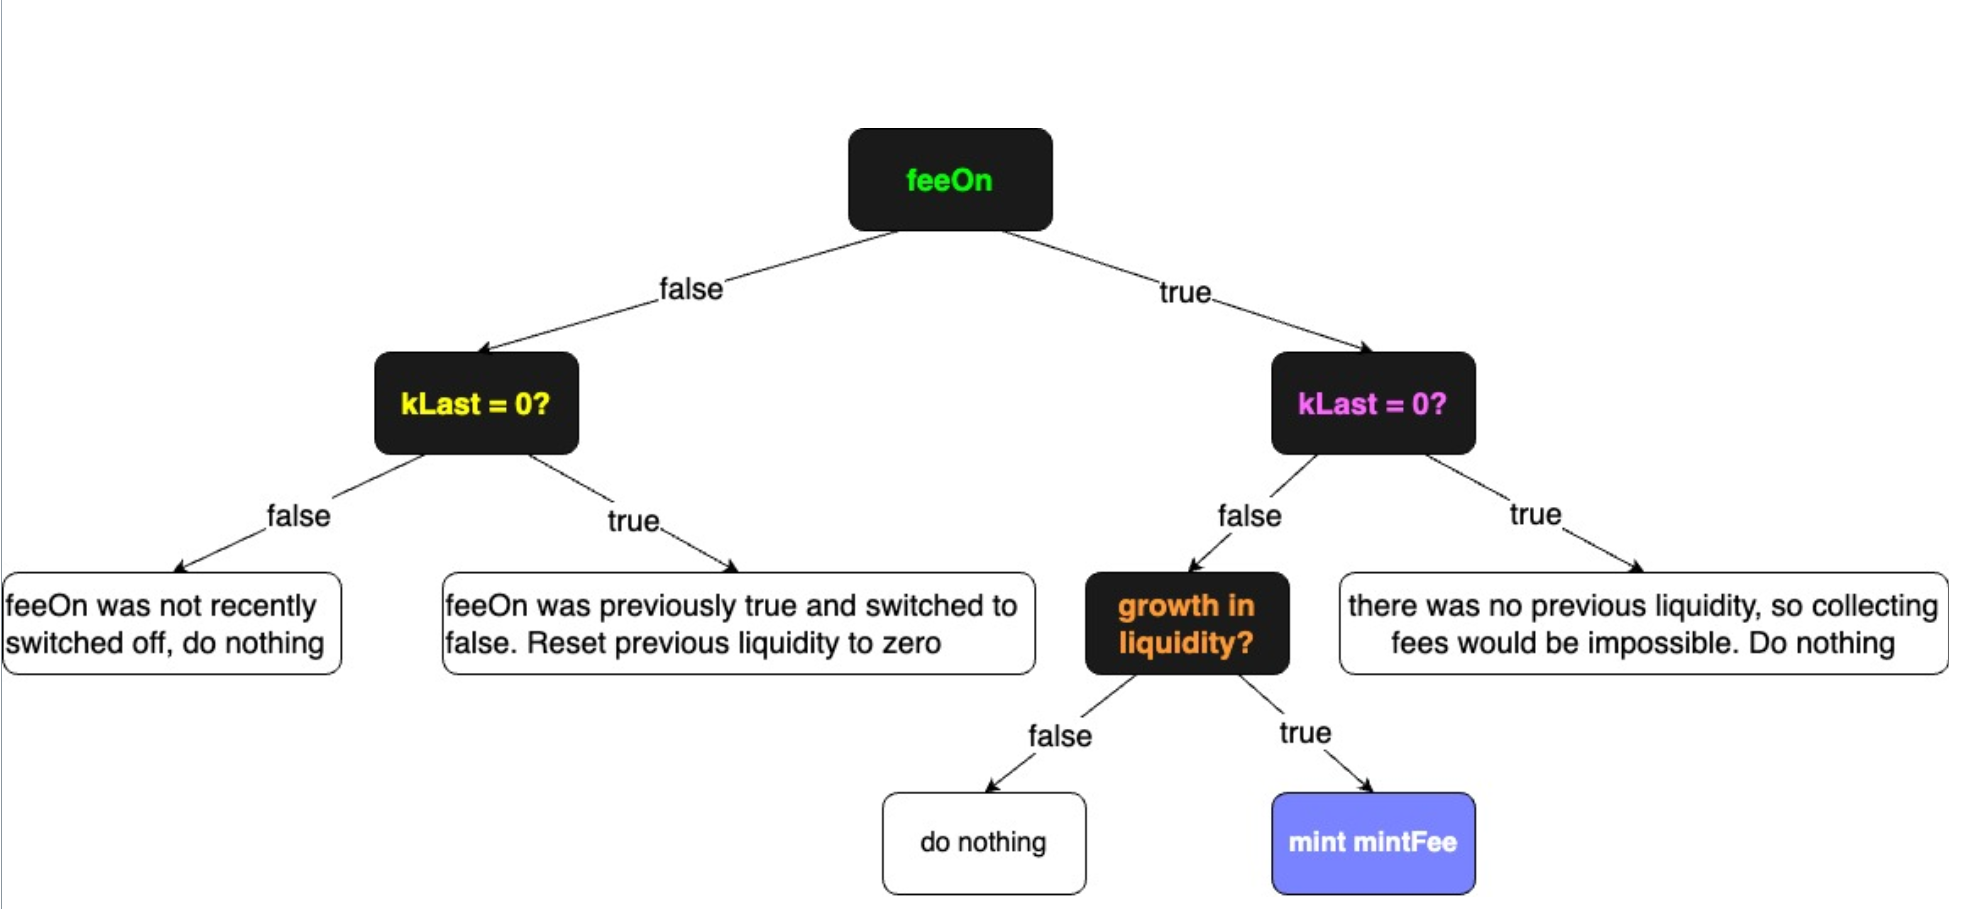 feeOn
false
true
kLast = 0?
kLast = 0?
false
true
false
true
feeOn was not recently
switched off, do nothing
feeOn was previously true and switched to
false. Reset previous liquidity to zero
growth in
liquidity?
there was no previous liquidity, so collecting
fees would be impossible. Do nothing
false
true
do nothing
mint mintFee